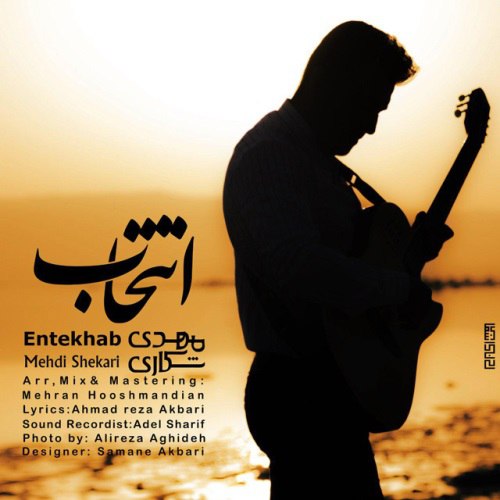 انتخاب
Entekhab مهدی
Mehdi Shekari شکاری
Arr,Mix& Mastering:
Mehran Hooshmandian
Lyrics:Ahmad reza Akbari
Sound Recordist:Adel Sharif
Photo by: Alireza Aghideh
Designer: Samane Akbari